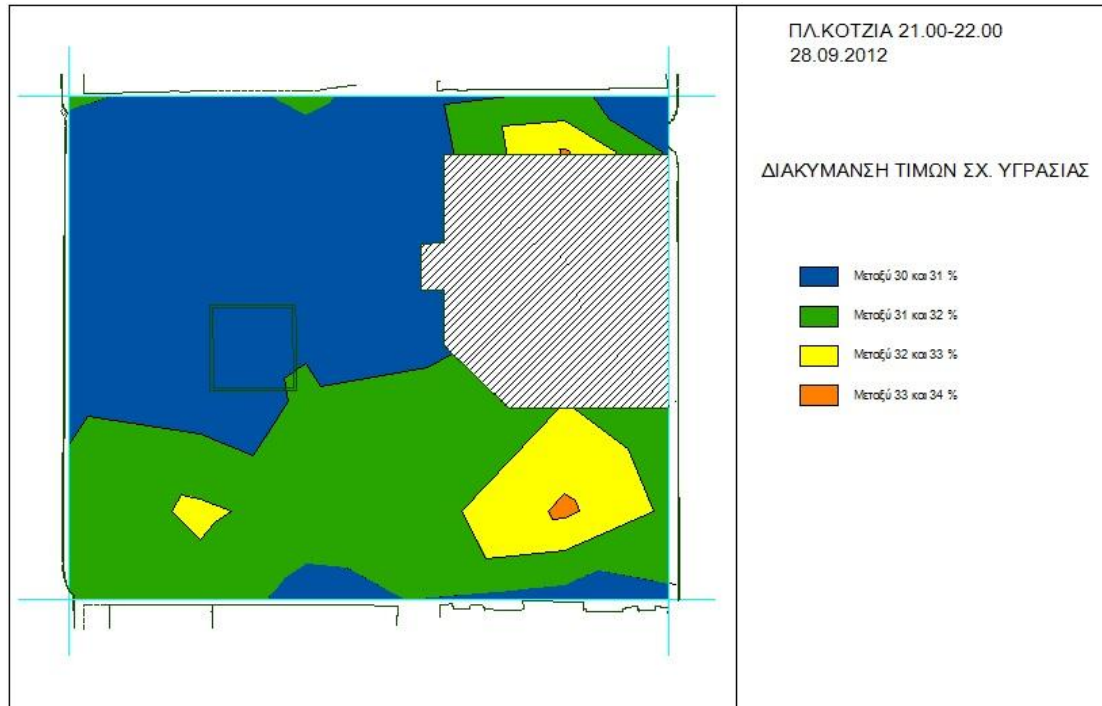 ΠΛ.ΚΟΤΖΙΑ 21.00-22.00
28.09.2012
ΔΙΑΚΥΜΑΝΣΗ ΤΙΜΩΝ ΣΧ. ΥΓΡΑΣΙΑΣ
Μεταξύ 30 και 31 %
Μεταξύ 31 και 32 %
Μεταξύ 32 και 33 %
Μεταξύ 33 και 34 %